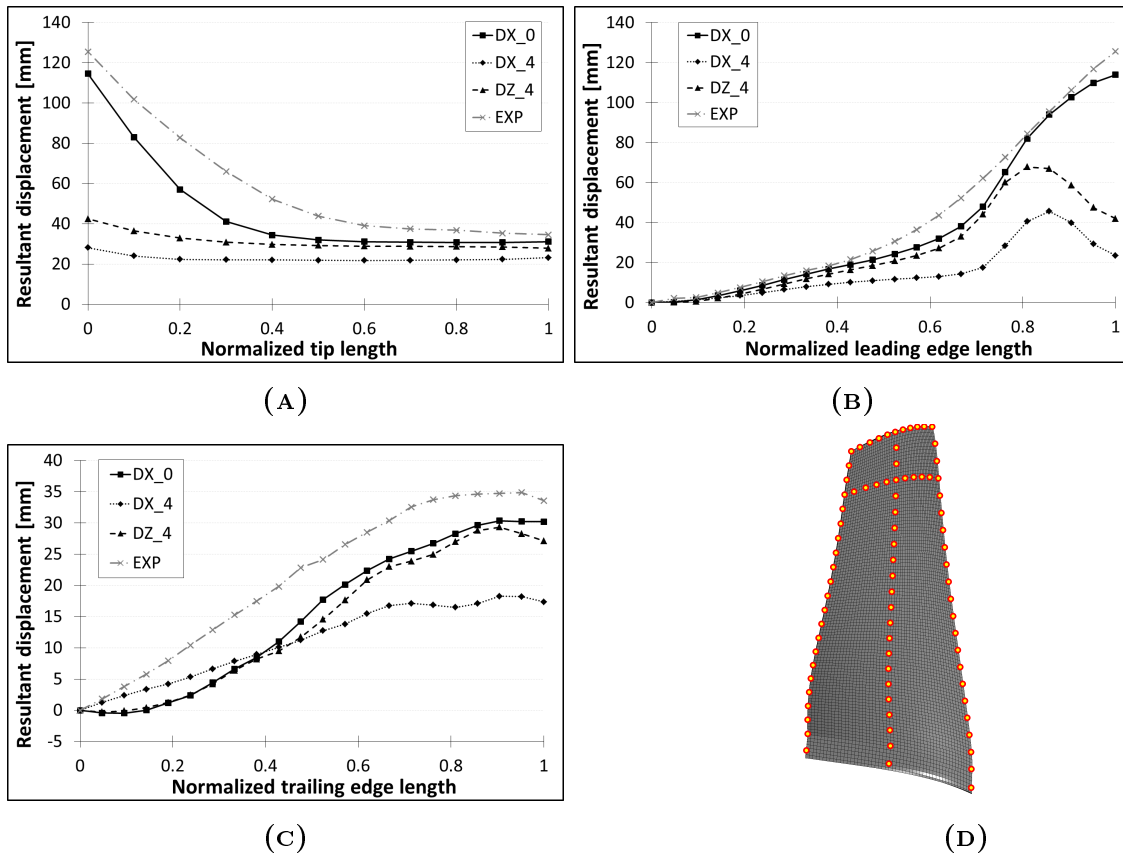 Resultant displacement [mm]
140
120
100
80
60
40
20
0
0
0.2
0.4
0.6
0.8
1
Normalized tip length
DX_0
DX_4
DZ_4
EXP
(A)
Resultant displacement [mm]
140
120
100
80
60
40
20
0
0
0.2
0.4
0.6
0.8
1
Normalized leading edge length
DX_0
DX_4
DZ_4
EXP
(B)
Resultant displacement [mm]
40
35
30
25
20
15
10
5
0
-5
0
0.2
0.4
0.6
0.8
1
Normalized trailing edge length
DX_0
DX_4
DZ_4
EXP
(C)
(D)